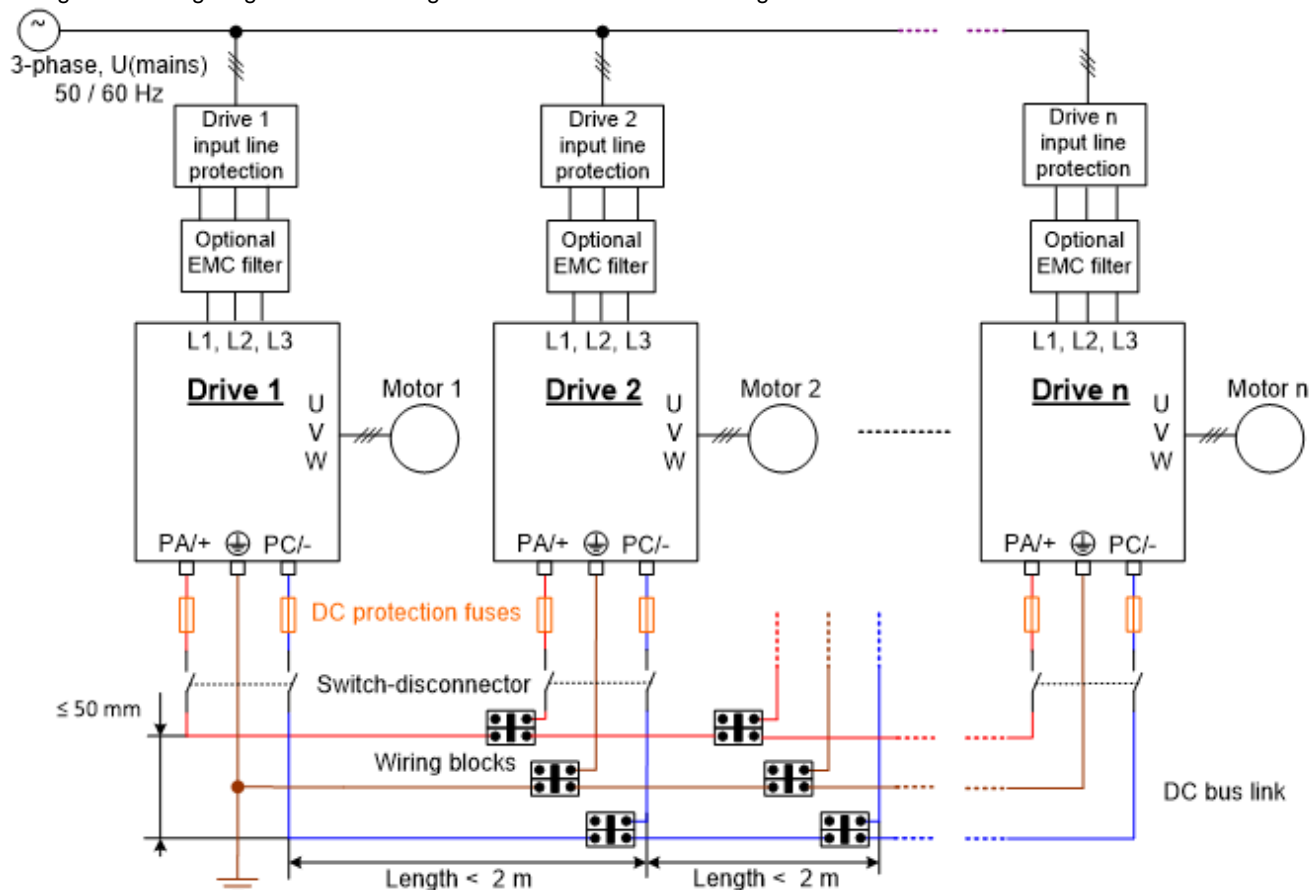 ~
3-phase, U(mains)
50 / 60 Hz
Drive 1
input line
protection
Drive 2
input line
protection
Drive n
input line
protection
Optional
EMC filter
Optional
EMC filter
Optional
EMC filter
L1, L2, L3
Drive 1
U
V
W
Motor 1
PA/+
PC/-
L1, L2, L3
Drive 2
U
V
W
Motor 2
PA/+
PC/-
L1, L2, L3
Drive n
U
V
W
Motor n
PA/+
PC/-
DC protection fuses
Switch-disconnector
≤ 50 mm
Wiring blocks
DC bus link
Length < 2 m
Length < 2 m